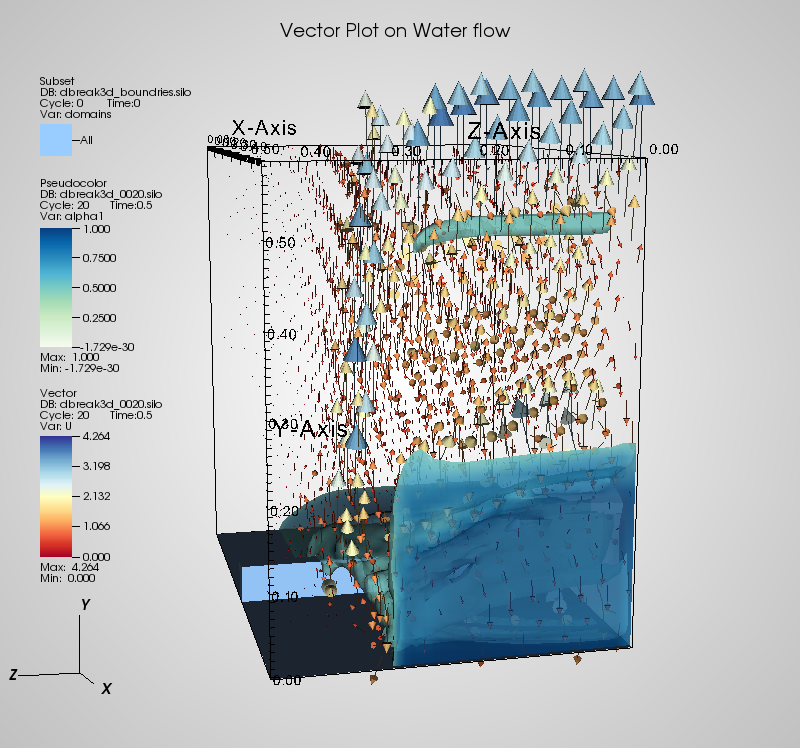 Vector Plot on Water flow
Subset
DB: dbreak3d_boundries.silo
Cycle: 0 Time:0
Var: domains
All
Pseudocolor
DB: dbreak3d_0020.silo
Cycle: 20 Time:0.5
Var: alpha1
1.000
0.7500
0.5000
0.2500
-1.729e-30
Max: 1.000
Min: -1.729e-30
Vector
DB: dbreak3d_0020.silo
Cycle: 20 Time:0.5
Var: U
4.264
3.198
2.132
1.066
0.000
Max: 4.264
Min: 0.000
X-Axis
Z-Axis
0.40
0.30
0.20
0.10
0.00
0.50
0.40
0.30
Y-Axis
0.20
0.10
0.00
Y
Z
X